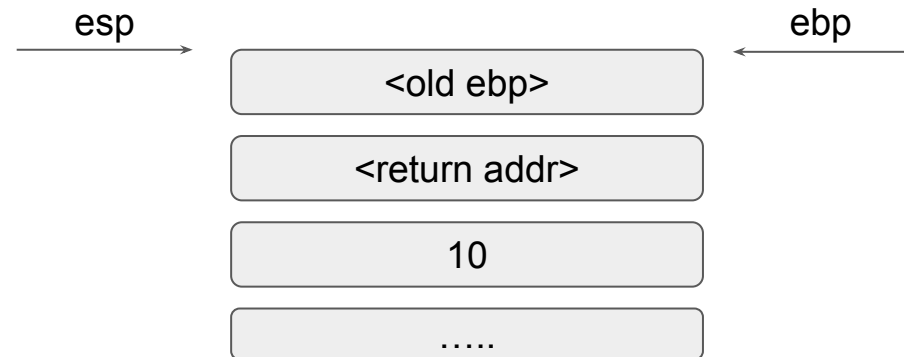 esp
ebp
<old ebp>
<return addr>
10
…..